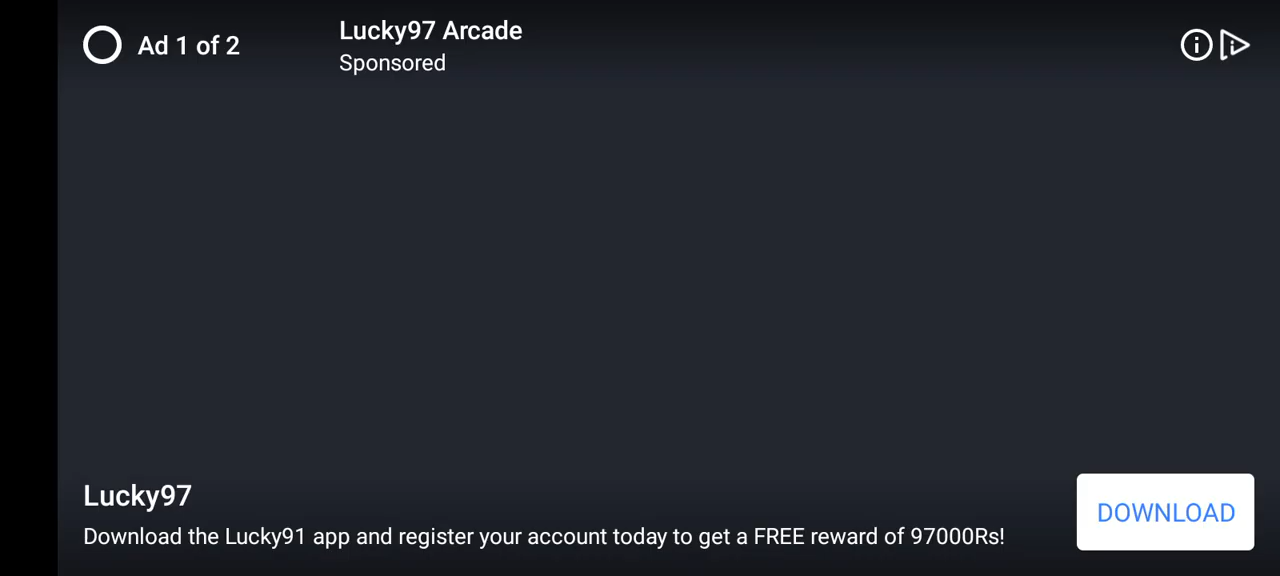 Ad 1 of 2
Lucky97 Arcade
Sponsored
Lucky97
Download the Lucky91 app and register your account today to get a FREE reward of 97000Rs!
DOWNLOAD